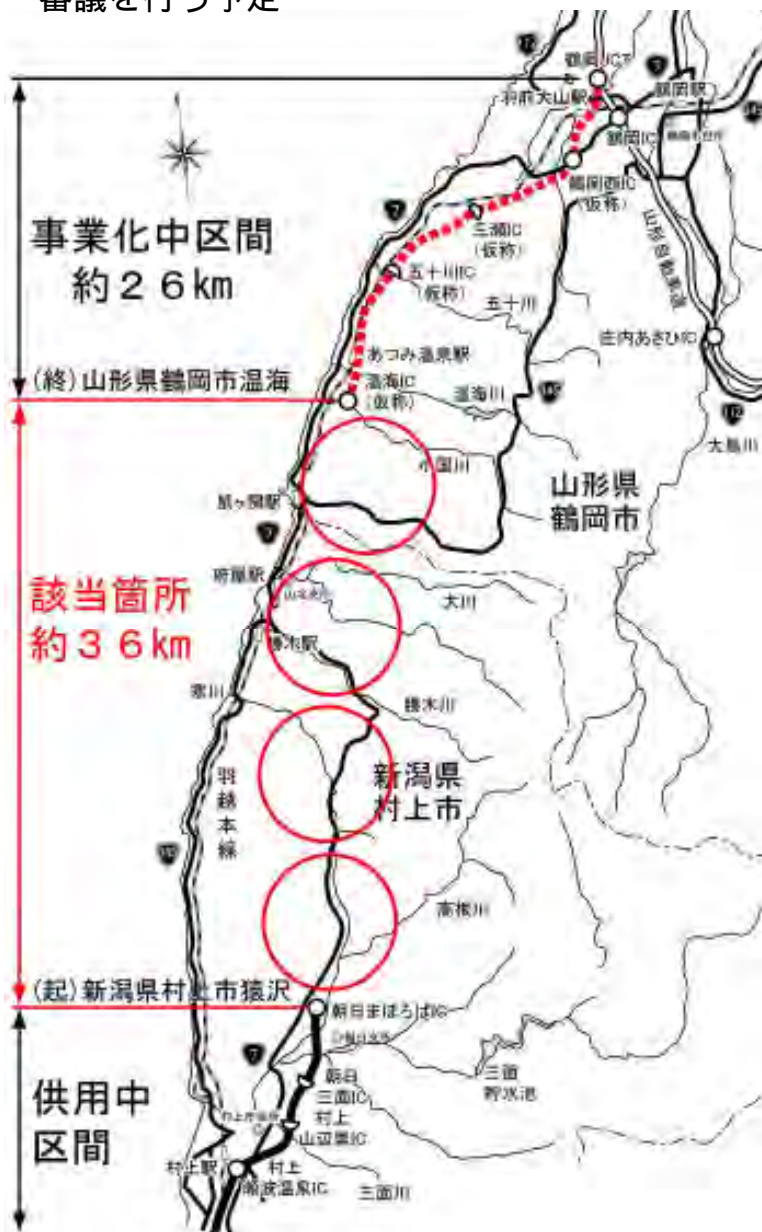 審議を行う予定
112
鶴岡JCT
7
羽前大山駅
鶴岡駅
鶴岡IC
鶴岡西IC
(仮称)
三瀬IC
(仮称)
7
山形自動車道
事業化中区間
約26km
五十川IC
(仮称)
五十川
庄内あさひIC
あつみ温泉駅
(終)山形県鶴岡市温海
温海IC
(仮称)
温海川
345
112
大鳥川
小国川
山形県
鶴岡市
鼠ヶ関駅
7
府屋駅
大川
該当箇所
約36km
勝木駅
寒川
勝木川
羽越本線
新潟県
村上市
345
高根川
(起)新潟県村上市猿沢
朝日まほろばIC
7
三面
貯水池
朝日
三面IC
供用中
区間
村上
山辺里IC
村上駅
村上
瀬波温泉IC
三面川